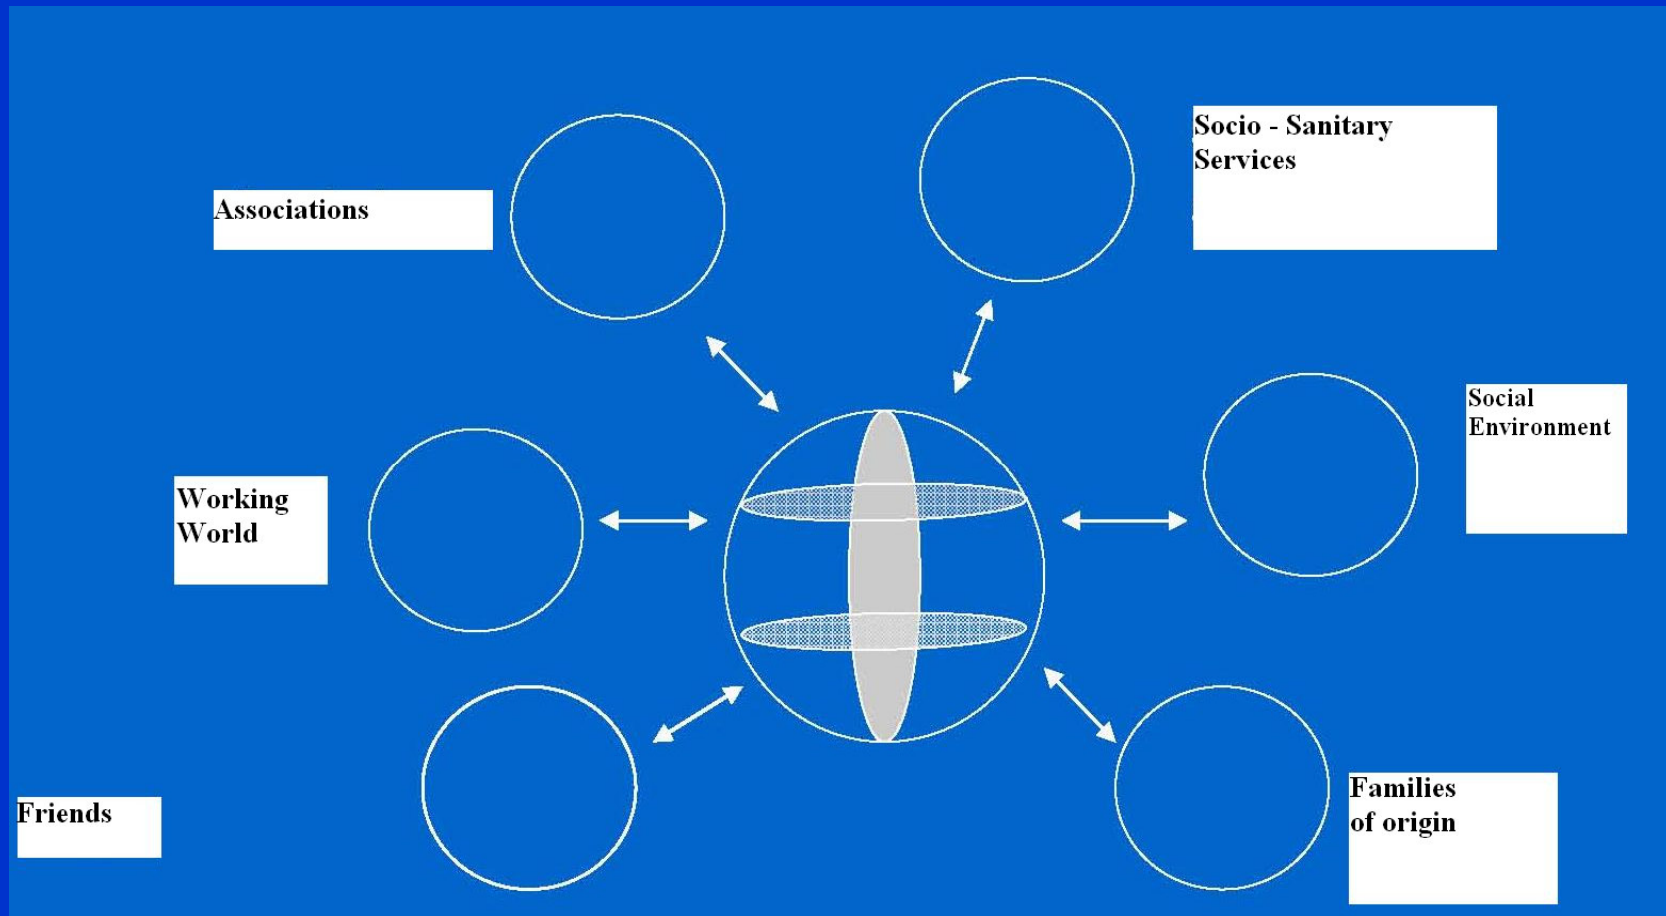 Socio - Sanitary
Services
Associations
Social
Environment
Working
World
Families
of origin
Friends